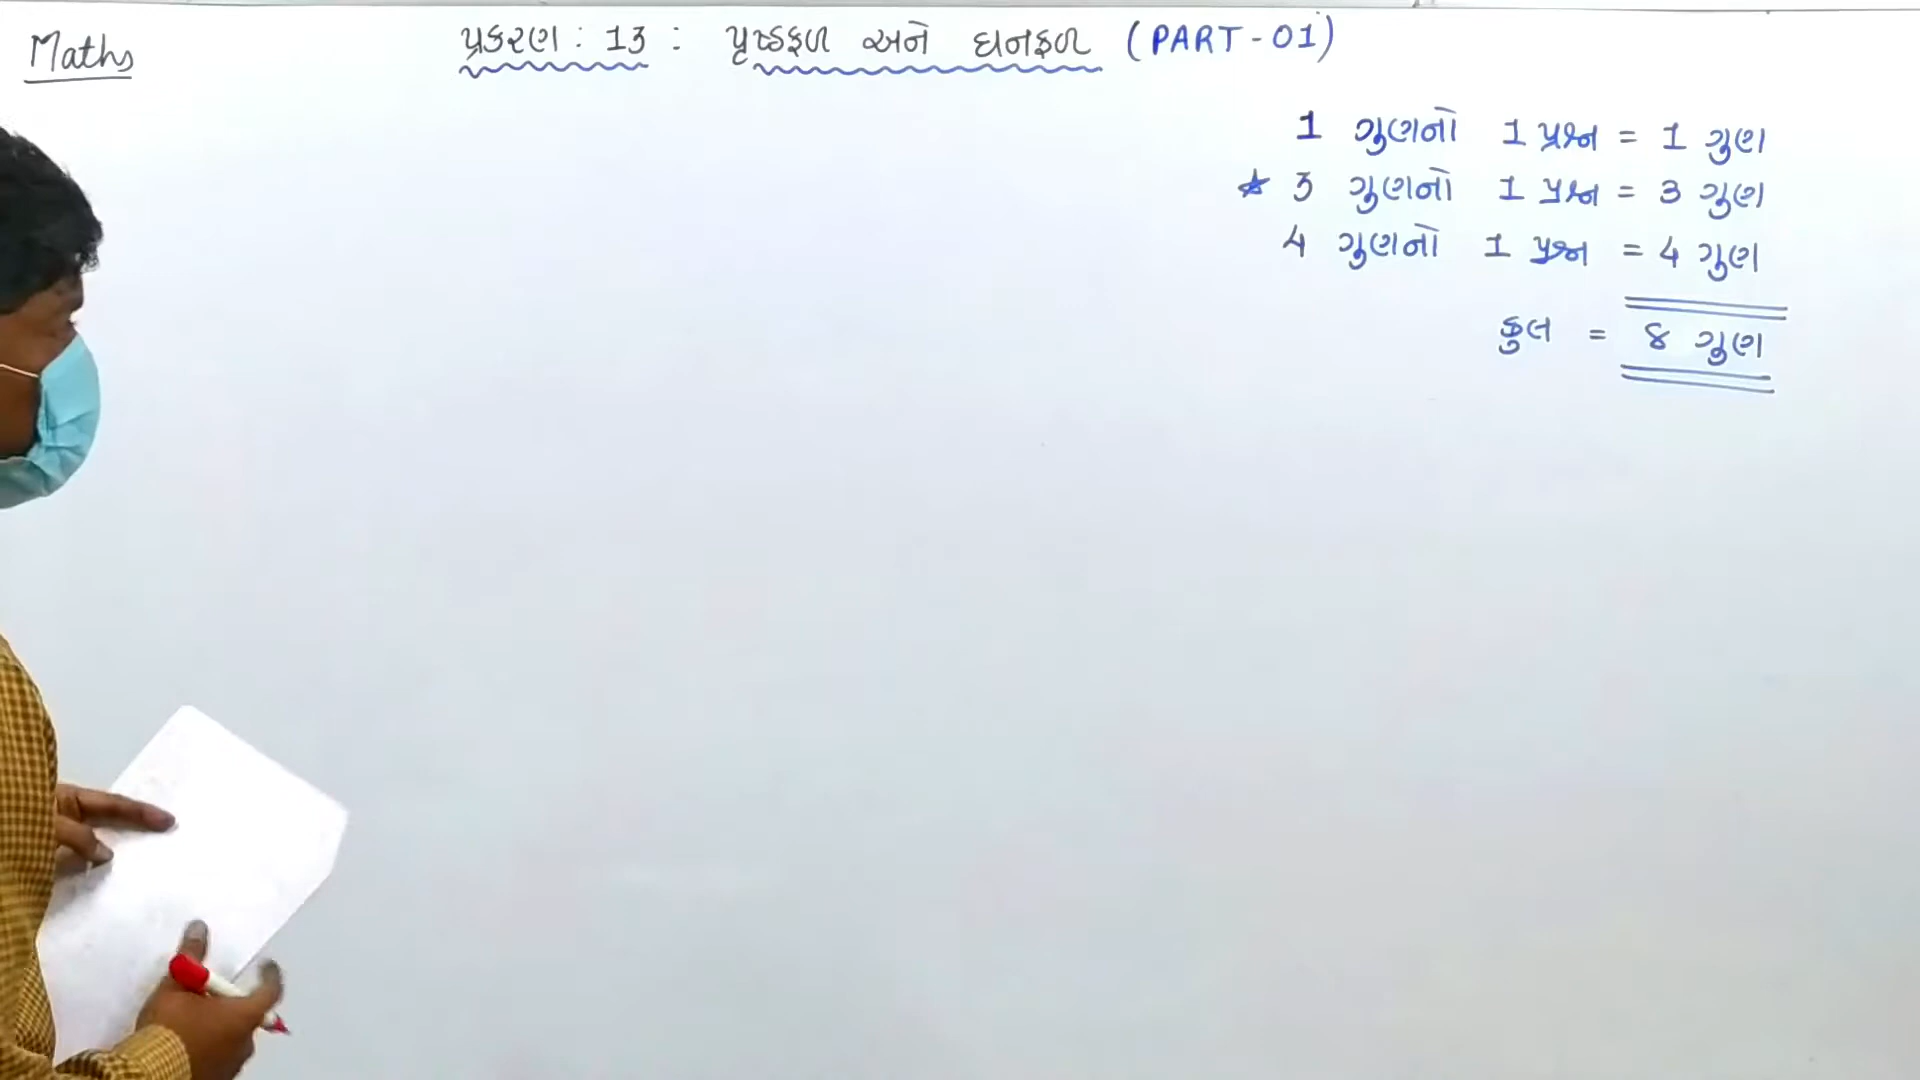 Maths
પ્રકરણ : 13 : પૃષ્ઠફળ અને ઘનફળ (PART-01)
1 ગુણનો 1 પ્રશ્ન = 1 ગુણ
★ 3 ગુણનો 1 પ્રશ્ન = 3 ગુણ
4 ગુણનો 1 પ્રશ્ન = 4 ગુણ
કુલ = 8 ગુણ